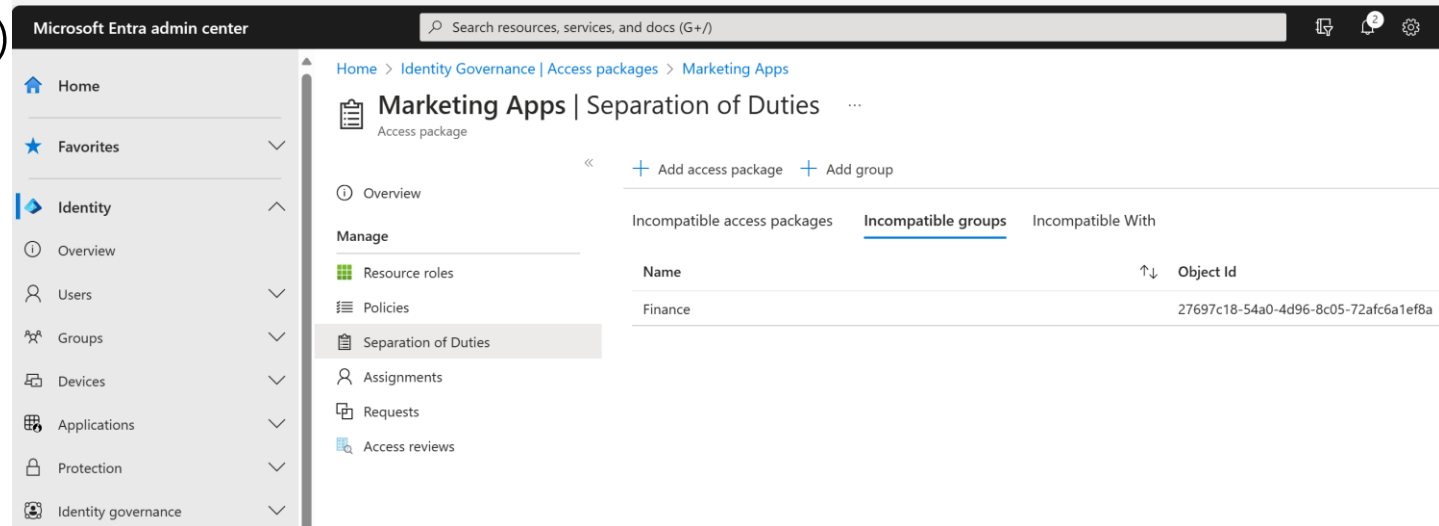 Microsoft Entra admin center
Search resources, services, and docs (G+/)
2
Home
Favorites
Identity
Overview
Users
Groups
Devices
Applications
Protection
Identity governance
Home > Identity Governance | Access packages > Marketing Apps
Marketing Apps | Separation of Duties ...
Access package
«
Overview
Manage
Resource roles
Policies
Separation of Duties
Assignments
Requests
Access reviews
+ Add access package + Add group
Incompatible access packages Incompatible groups Incompatible With
Name ↑↓ Object Id
Finance 27697c18-54a0-4d96-8c05-72afc6a1ef8a